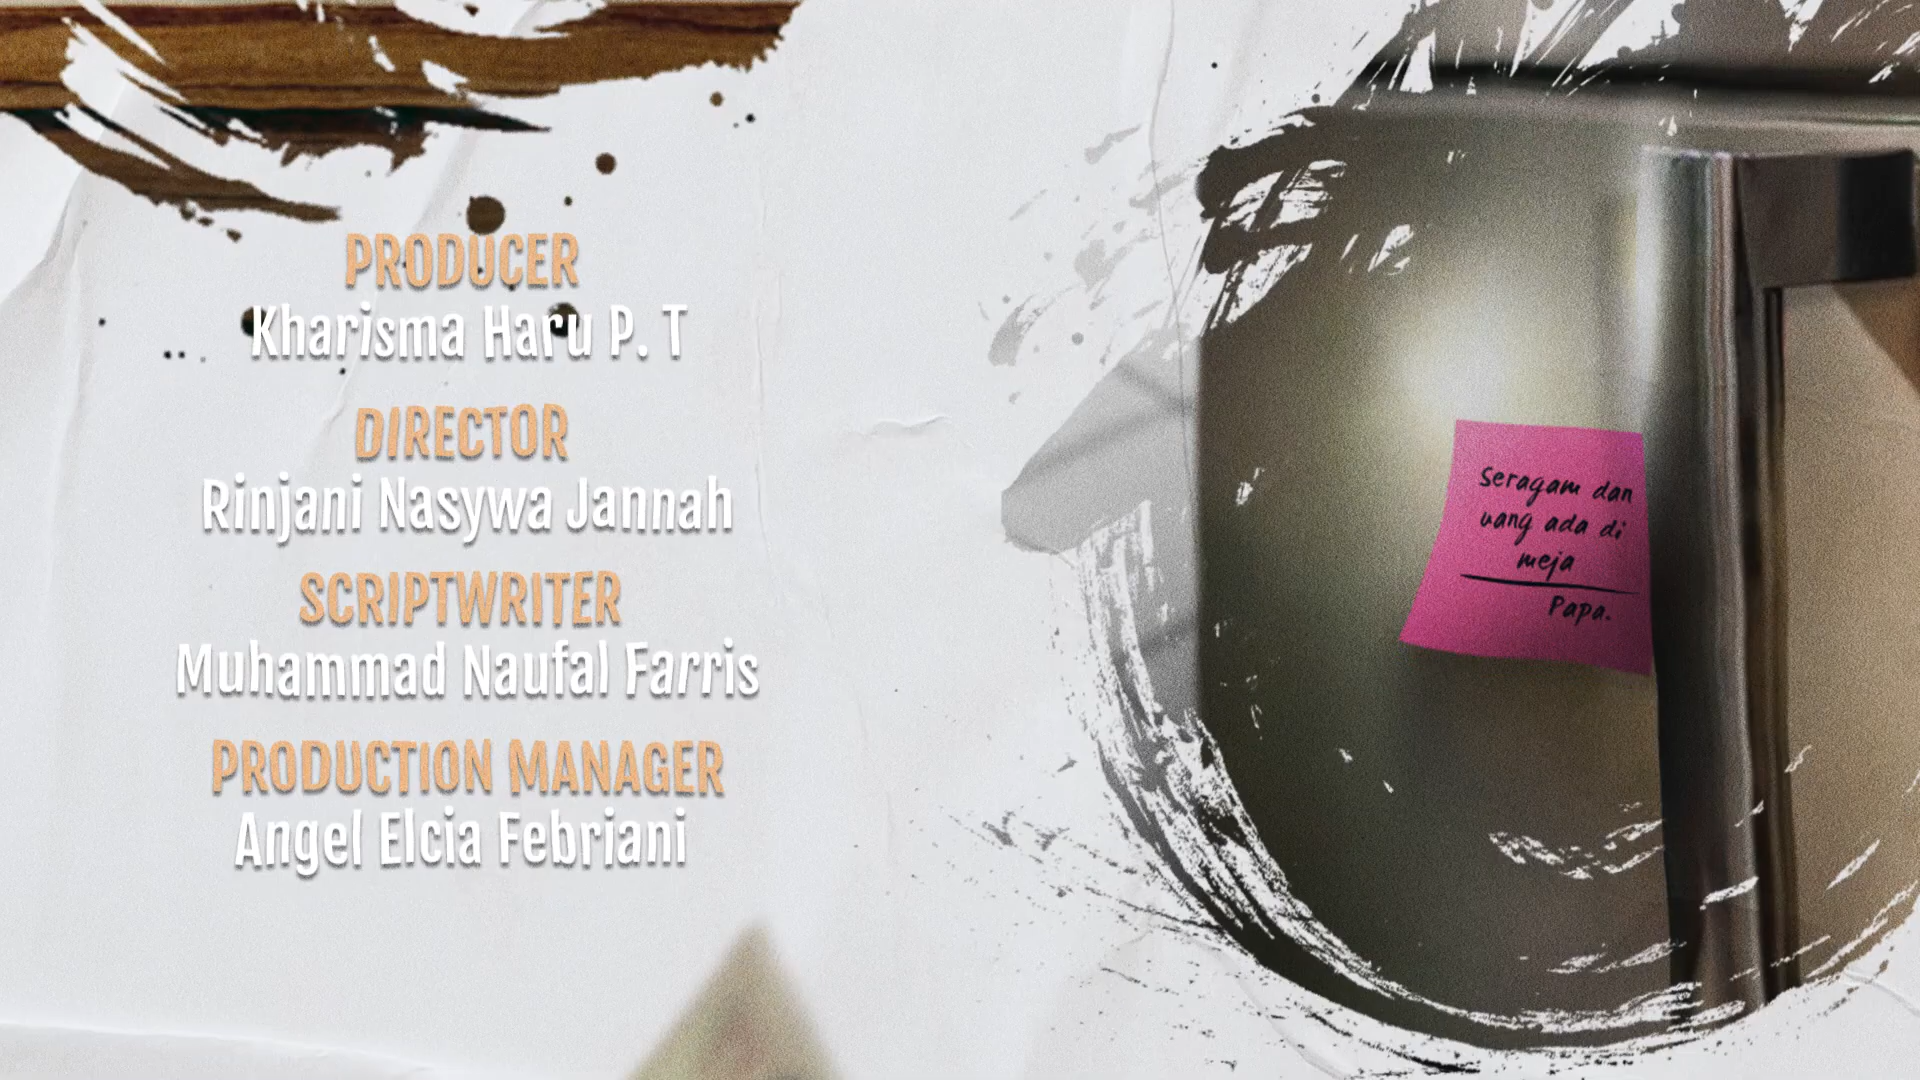 PRODUCER
Kharisma Haru P. T
DIRECTOR
Rinjani Nasywa Jannah
SCRIPTWRITER
Muhammad Naufal Farris
PRODUCTION MANAGER
Angel Elcia Febriani
Seragam dan
uang ada di
meja
Papa.